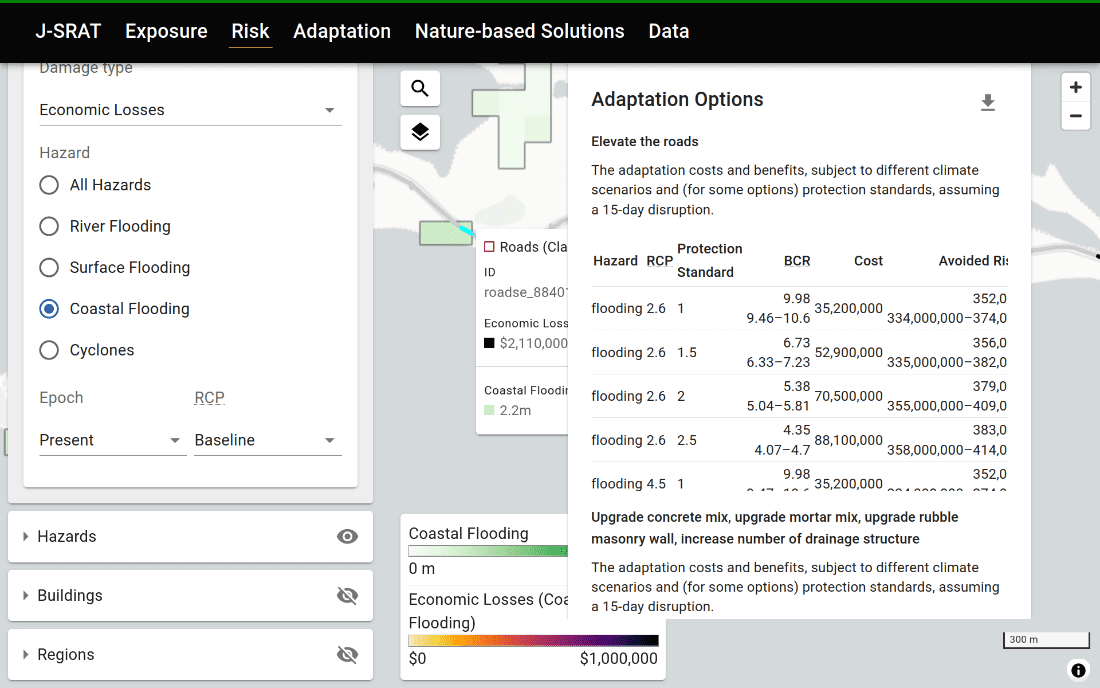 J-SRAT Exposure Risk Adaptation Nature-based Solutions Data
Damage type
Economic Losses
Hazard
All Hazards
River Flooding
Surface Flooding
Coastal Flooding
Cyclones
Epoch RCP
Present Baseline
Hazards
Buildings
Regions
Roads (Cla
ID
roadse_8840
Economic Loss
$2,110,000
Coastal Floodin
2.2m
Coastal Flooding
0 m
Economic Losses (Coa
Flooding)
$0 $1,000,000
Adaptation Options
Elevate the roads
The adaptation costs and benefits, subject to different climate
scenarios and (for some options) protection standards, assuming
a 15-day disruption.
Hazard RCP Protection Standard BCR Cost Avoided Ris
flooding 2.6 1 9.98 35,200,000 352,0
9.46–10.6 334,000,000–374,0
flooding 2.6 1.5 6.73 52,900,000 356,0
6.33–7.23 335,000,000–382,0
flooding 2.6 2 5.38 70,500,000 379,0
5.04–5.81 355,000,000–409,0
flooding 2.6 2.5 4.35 88,100,000 383,0
4.07–4.7 358,000,000–414,0
flooding 4.5 1 9.98 35,200,000 352,0
Upgrade concrete mix, upgrade mortar mix, upgrade rubble
masonry wall, increase number of drainage structure
The adaptation costs and benefits, subject to different climate
scenarios and (for some options) protection standards, assuming
a 15-day disruption.
300 m